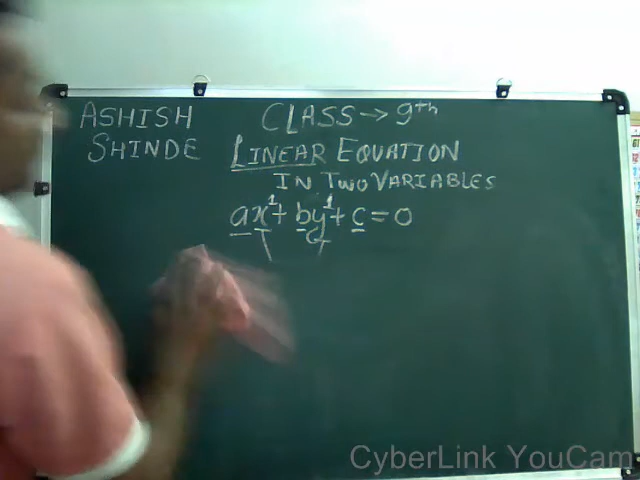 ASHISH CLASS → 9th
SHINDE LINEAR EQUATION
IN TWO VARIABLES
ax¹ + by¹ + c = 0
CyberLink YouCam